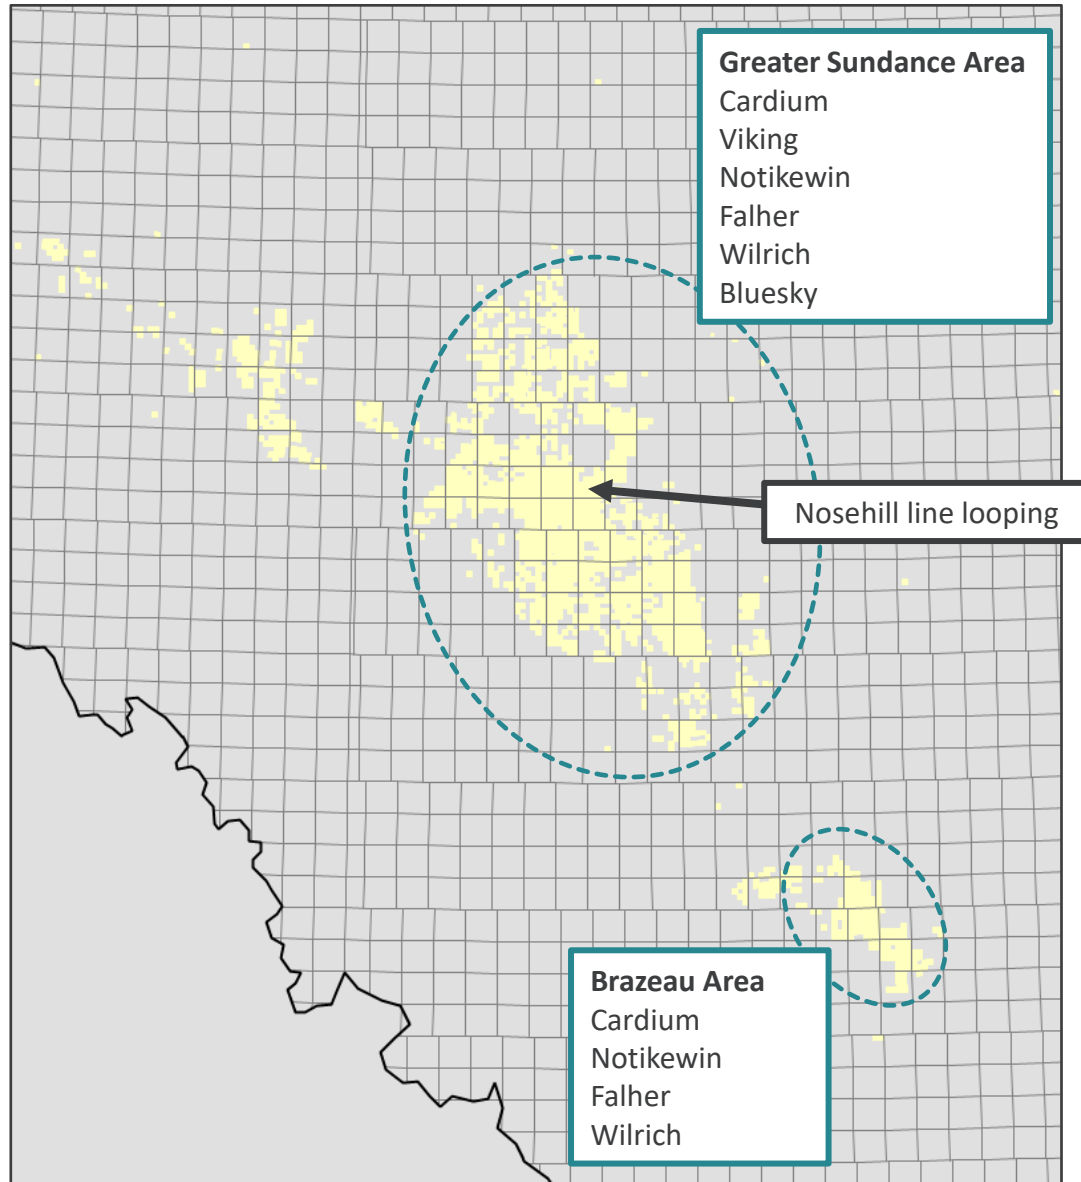 Greater Sundance Area
Cardium
Viking
Notikewin
Falher
Wilrich
Bluesky
Nosehill line looping
Brazeau Area
Cardium
Notikewin
Falher
Wilrich